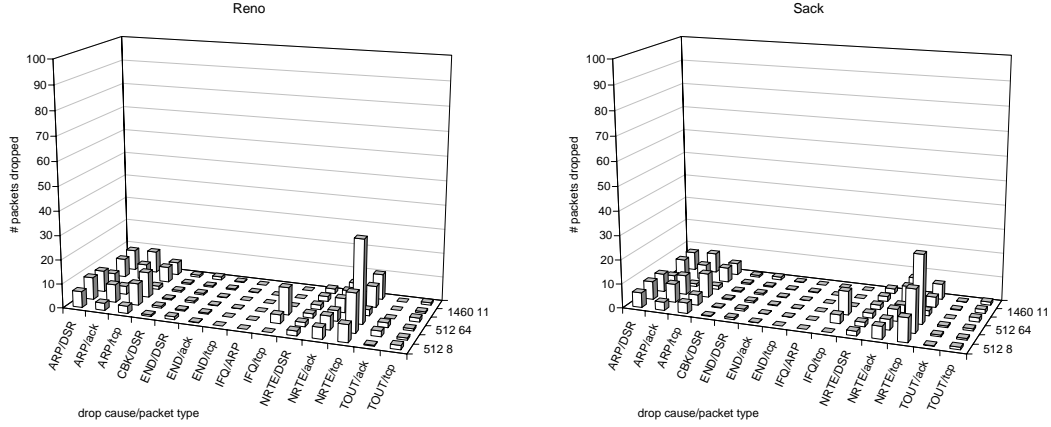 Reno
100
90
80
70
60
50
40
30
20
10
0
# packets dropped
ARP/DSR
ARP/ack
ARP/tcp
CBK/DSR
END/DSR
END/ack
END/tcp
IFQ/ARP
IFQ/tcp
NRTE/DSR
NRTE/ack
NRTE/tcp
TOUT/ack
TOUT/tcp
1460 11
512 64
512 8
drop cause/packet type
Sack
100
90
80
70
60
50
40
30
20
10
0
# packets dropped
ARP/DSR
ARP/ack
ARP/tcp
CBK/DSR
END/DSR
END/ack
END/tcp
IFQ/ARP
IFQ/tcp
NRTE/DSR
NRTE/ack
NRTE/tcp
TOUT/ack
TOUT/tcp
1460 11
512 64
512 8
drop cause/packet type